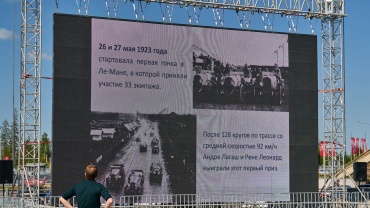 26 и 27 мая 1923 года
стартовала первая гонка в
Ле-Мане, в которой приняли
участие 33 экипажа.
После 128 кругов по трассе со
средней скоростью 92 км/ч
Андре Лагаш и Рене Леонард
выиграли этот первый приз.